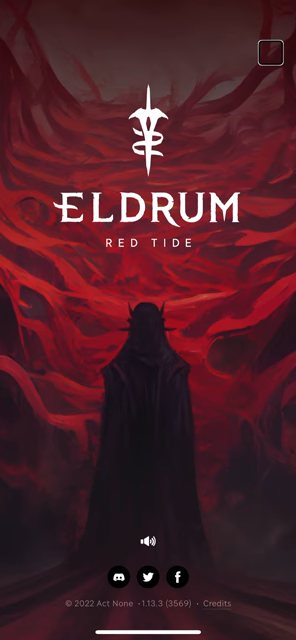 ELDRUM
RED TIDE
© 2022 Act None • 1.13.3 (3569) • Credits